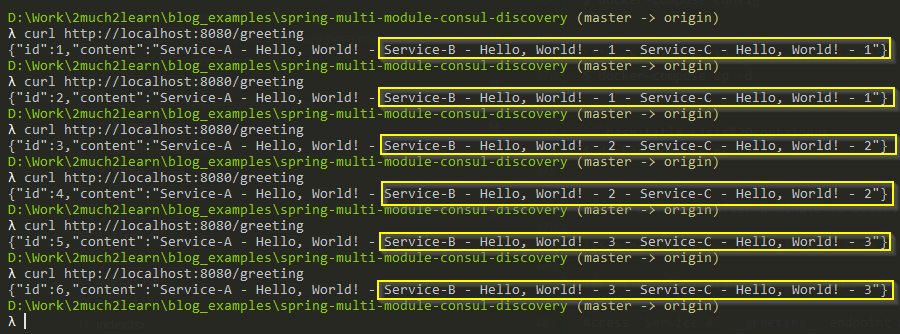 D:\Work\2much2learn\blog_examples\spring-multi-module-consul-discovery (master -> origin)
λ curl http://localhost:8080/greeting
{"id":1,"content":"Service-A - Hello, World! - Service-B - Hello, World! - 1 - Service-C - Hello, World! - 1"}
D:\Work\2much2learn\blog_examples\spring-multi-module-consul-discovery (master -> origin)
λ curl http://localhost:8080/greeting
{"id":2,"content":"Service-A - Hello, World! - Service-B - Hello, World! - 1 - Service-C - Hello, World! - 1"}
D:\Work\2much2learn\blog_examples\spring-multi-module-consul-discovery (master -> origin)
λ curl http://localhost:8080/greeting
{"id":3,"content":"Service-A - Hello, World! - Service-B - Hello, World! - 2 - Service-C - Hello, World! - 2"}
D:\Work\2much2learn\blog_examples\spring-multi-module-consul-discovery (master -> origin)
λ curl http://localhost:8080/greeting
{"id":4,"content":"Service-A - Hello, World! - Service-B - Hello, World! - 2 - Service-C - Hello, World! - 2"}
D:\Work\2much2learn\blog_examples\spring-multi-module-consul-discovery (master -> origin)
λ curl http://localhost:8080/greeting
{"id":5,"content":"Service-A - Hello, World! - Service-B - Hello, World! - 3 - Service-C - Hello, World! - 3"}
D:\Work\2much2learn\blog_examples\spring-multi-module-consul-discovery (master -> origin)
λ curl http://localhost:8080/greeting
{"id":6,"content":"Service-A - Hello, World! - Service-B - Hello, World! - 3 - Service-C - Hello, World! - 3"}
D:\Work\2much2learn\blog_examples\spring-multi-module-consul-discovery (master -> origin)
λ